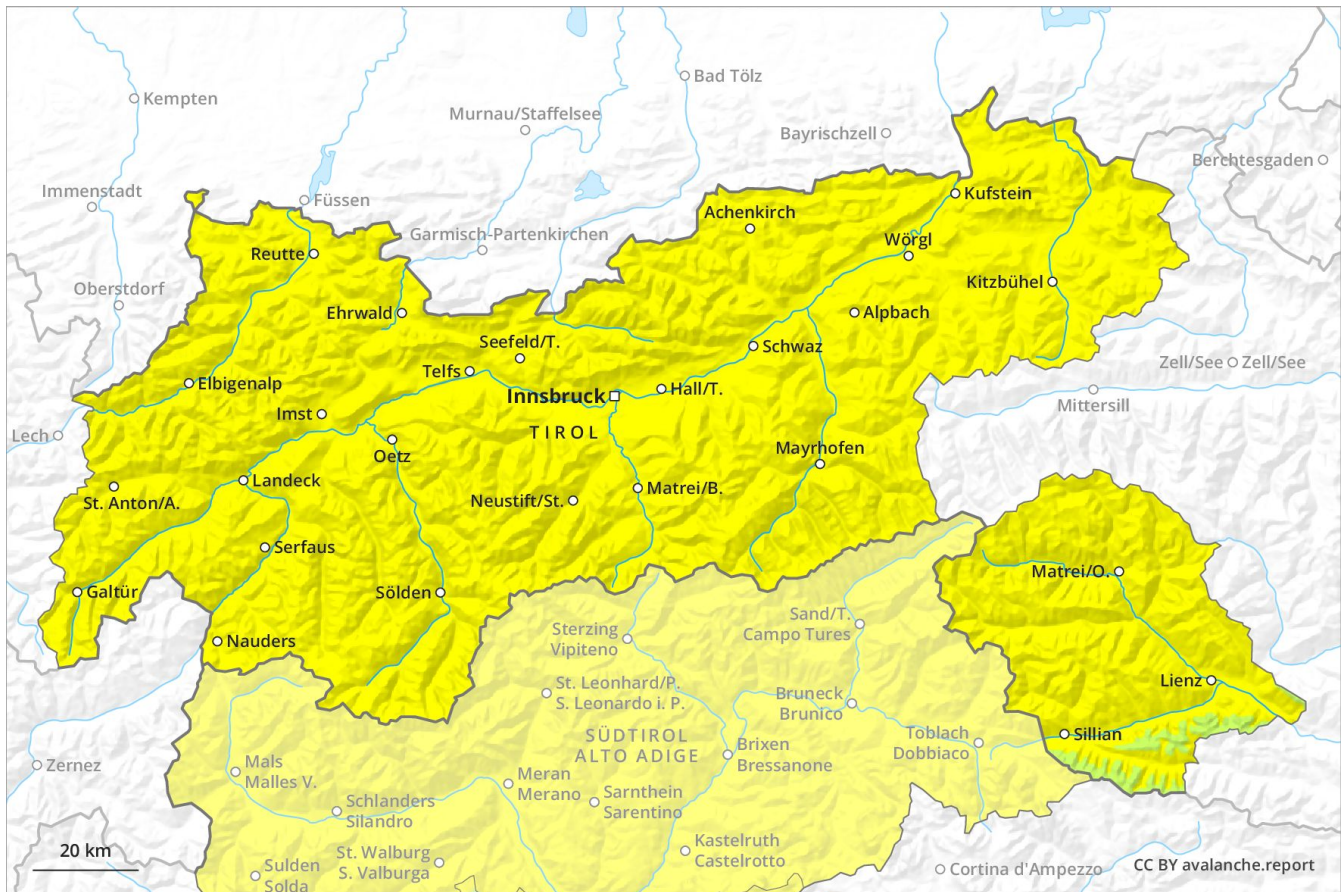 Bad Tölz
Kempten
Murnau/Staffelsee
Bayrischzell
Berchtesgaden
Immenstadt
Füssen
Kufstein
Achenkirch
Garmisch-Partenkirchen
Wörgl
Reutte
Kitzbühel
Oberstdorf
Ehrwald
Alpbach
Seefeld/T.
Schwaz
Zell/See
Zell/See
Telfs
Elbigenalp
Hall/T.
Innsbruck
Mittersill
Imst
TIROL
Lech
Oetz
Mayrhofen
Landeck
Matrei/B.
St. Anton/A.
Neustift/St.
Serfaus
Matrei/O.
Galtür
Sölden
Sand/T.
Campo Tures
Sterzing
Vipiteno
Nauders
Lienz
St. Leonhard/P.
S. Leonardo i. P.
Bruneck
Brunico
Sillian
SÜDTIROL
ALTO ADIGE
Toblach
Dobbiaco
Brixen
Bressanone
Mals
Malles V.
Zernez
Meran
Merano
Sarnthein
Sarentino
Schlanders
Silandro
Kastelruth
Castelrotto
20 km
St. Walburg
S. Valburga
Sulden
Solda
Cortina d'Ampezzo
CC BY avalanche.report